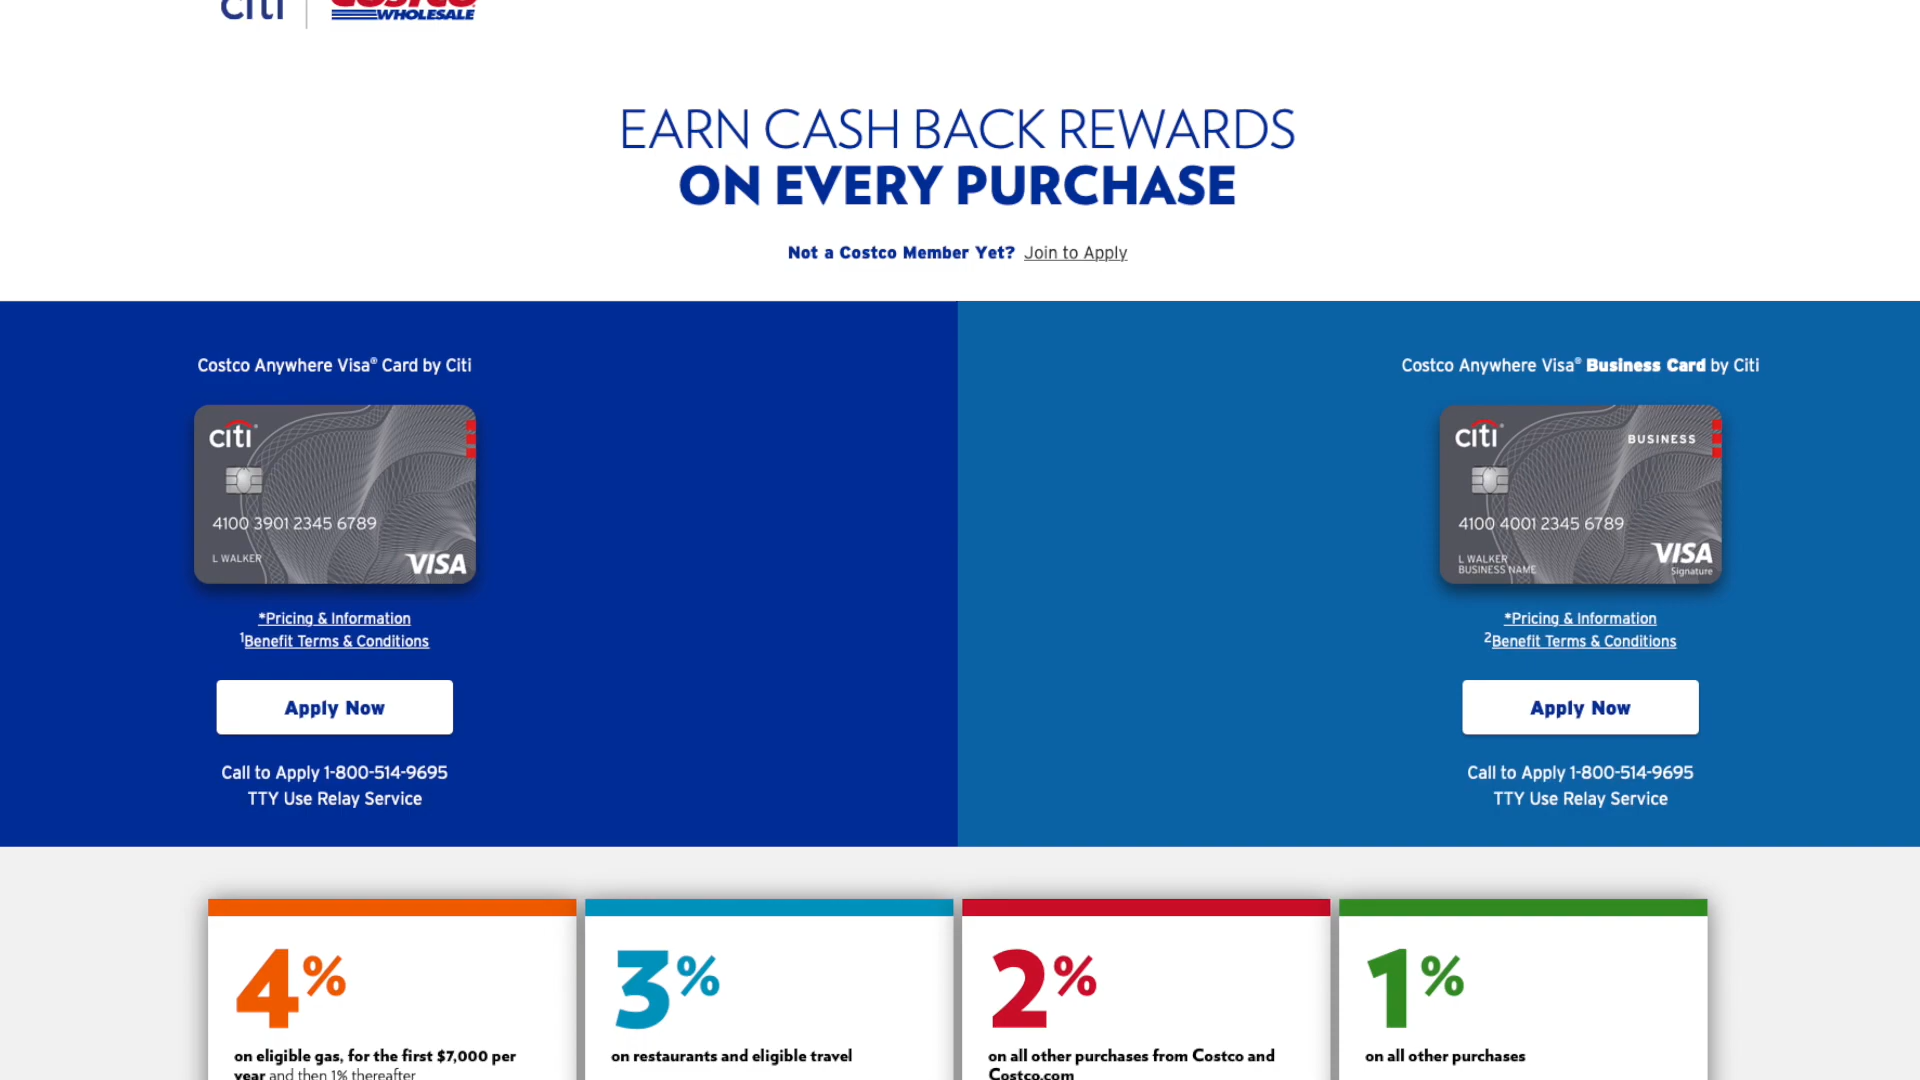 citi
COSTCO
WHOLESALE
EARN CASH BACK REWARDS
ON EVERY PURCHASE
Not a Costco Member Yet? Join to Apply
Costco Anywhere Visa® Card by Citi
citi®
4100 3901 2345 6789
L WALKER
VISA
*Pricing & Information
1Benefit Terms & Conditions
Apply Now
Call to Apply 1-800-514-9695
TTY Use Relay Service
Costco Anywhere Visa® Business Card by Citi
citi®
BUSINESS
4100 4001 2345 6789
L WALKER
BUSINESS NAME
VISA
Signature
*Pricing & Information
2Benefit Terms & Conditions
Apply Now
Call to Apply 1-800-514-9695
TTY Use Relay Service
4%
on eligible gas, for the first $7,000 per
year and then 1% thereafter
3%
on restaurants and eligible travel
2%
on all other purchases from Costco and
Costco.com
1%
on all other purchases